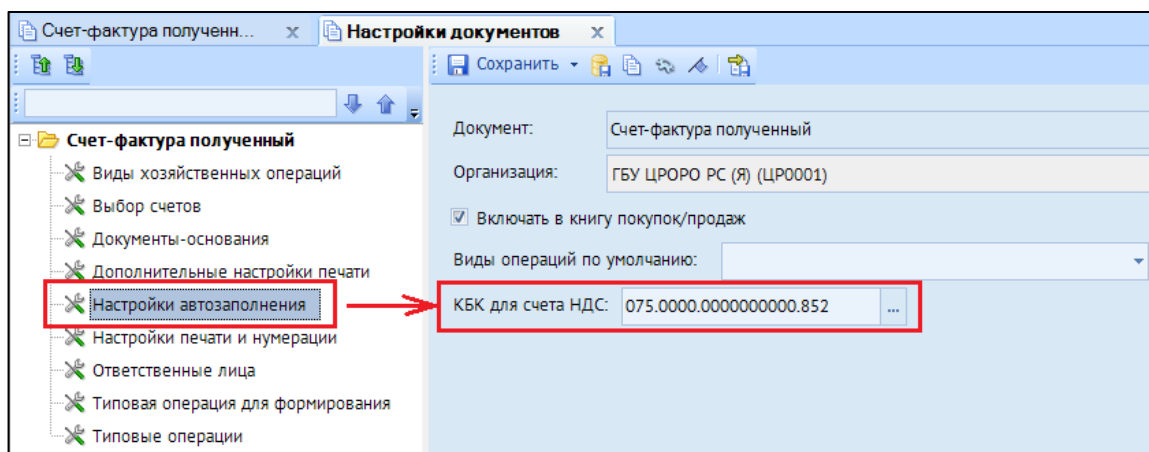 Счет-фактура полученн... x Настройки документов x
Сохранить
Счет-фактура полученный
Виды хозяйственных операций
Выбор счетов
Документы-основания
Дополнительные настройки печати
Настройки автозаполнения
Настройки печати и нумерации
Ответственные лица
Типовая операция для формирования
Типовые операции
Документ: Счет-фактура полученный
Организация: ГБУ ЦРОРО РС (Я) (ЦР0001)
Включать в книгу покупок/продаж
Виды операций по умолчанию:
КБК для счета НДС: 075.0000.0000000000.852 ...